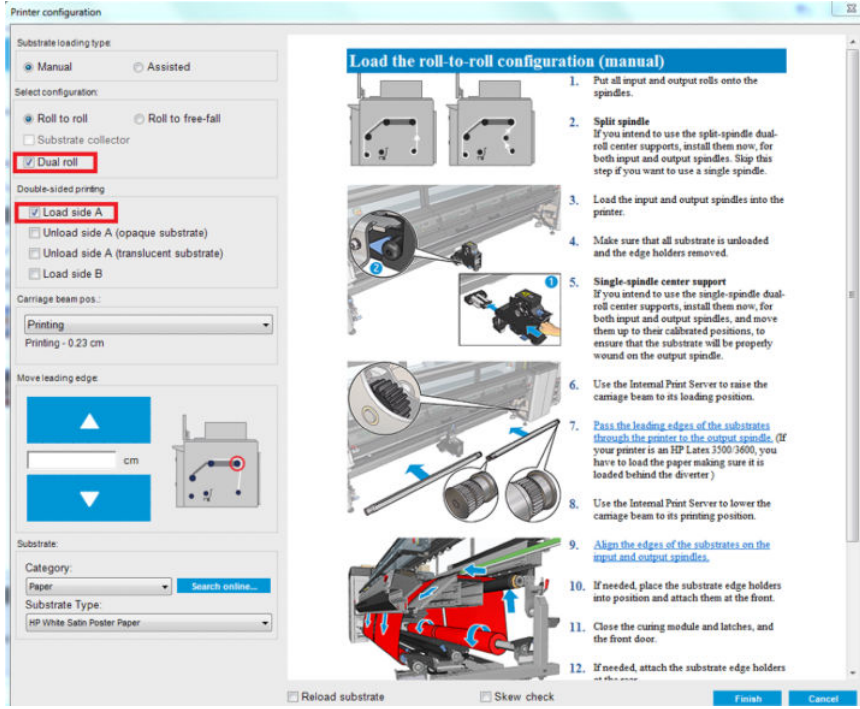 Printer configuration
Substrate loading type
Manual
Assisted
Select configuration:
Roll to roll
Roll to free-fall
Substrate collector
Dual roll
Double-sided printing
Load side A
Unload side A (opaque substrate)
Unload side A (translucent substrate)
Load side B
Carriage beam pos.:
Printing
Printing - 0.23 cm
Move leading edge:
cm
Substrate:
Category:
Paper
Search online...
Substrate Type:
HP White Satin Poster Paper
Load the roll-to-roll configuration (manual)
1. Put all input and output rolls onto the
spindles.
2. Split spindle
If you intend to use the split-spindle dual-
roll center supports, install them now, for
both input and output spindles. Skip this
step if you want to use a single spindle.
3. Load the input and output spindles into the
printer.
4. Make sure that all substrate is unloaded
and the edge holders removed.
5. Single-spindle center support
If you intend to use the single-spindle dual-
roll center supports, install them now, for
both input and output spindles, and move
them up to their calibrated positions, to
ensure that the substrate will be properly
wound on the output spindle.
6. Use the Internal Print Server to raise the
carriage beam to its loading position.
7. Pass the leading edges of the substrates
through the printer to the output spindle. (If
your printer is an HP Latex 3500/3600, you
have to load the paper making sure it is
loaded behind the diverter )
8. Use the Internal Print Server to lower the
carriage beam to its printing position.
9. Align the edges of the substrates on the
input and output spindles.
10. If needed, place the substrate edge holders
into position and attach them at the front.
11. Close the curing module and latches, and
the front door.
12. If needed, attach the substrate edge holders
2
1
Reload substrate
Skew check
Finish
Cancel